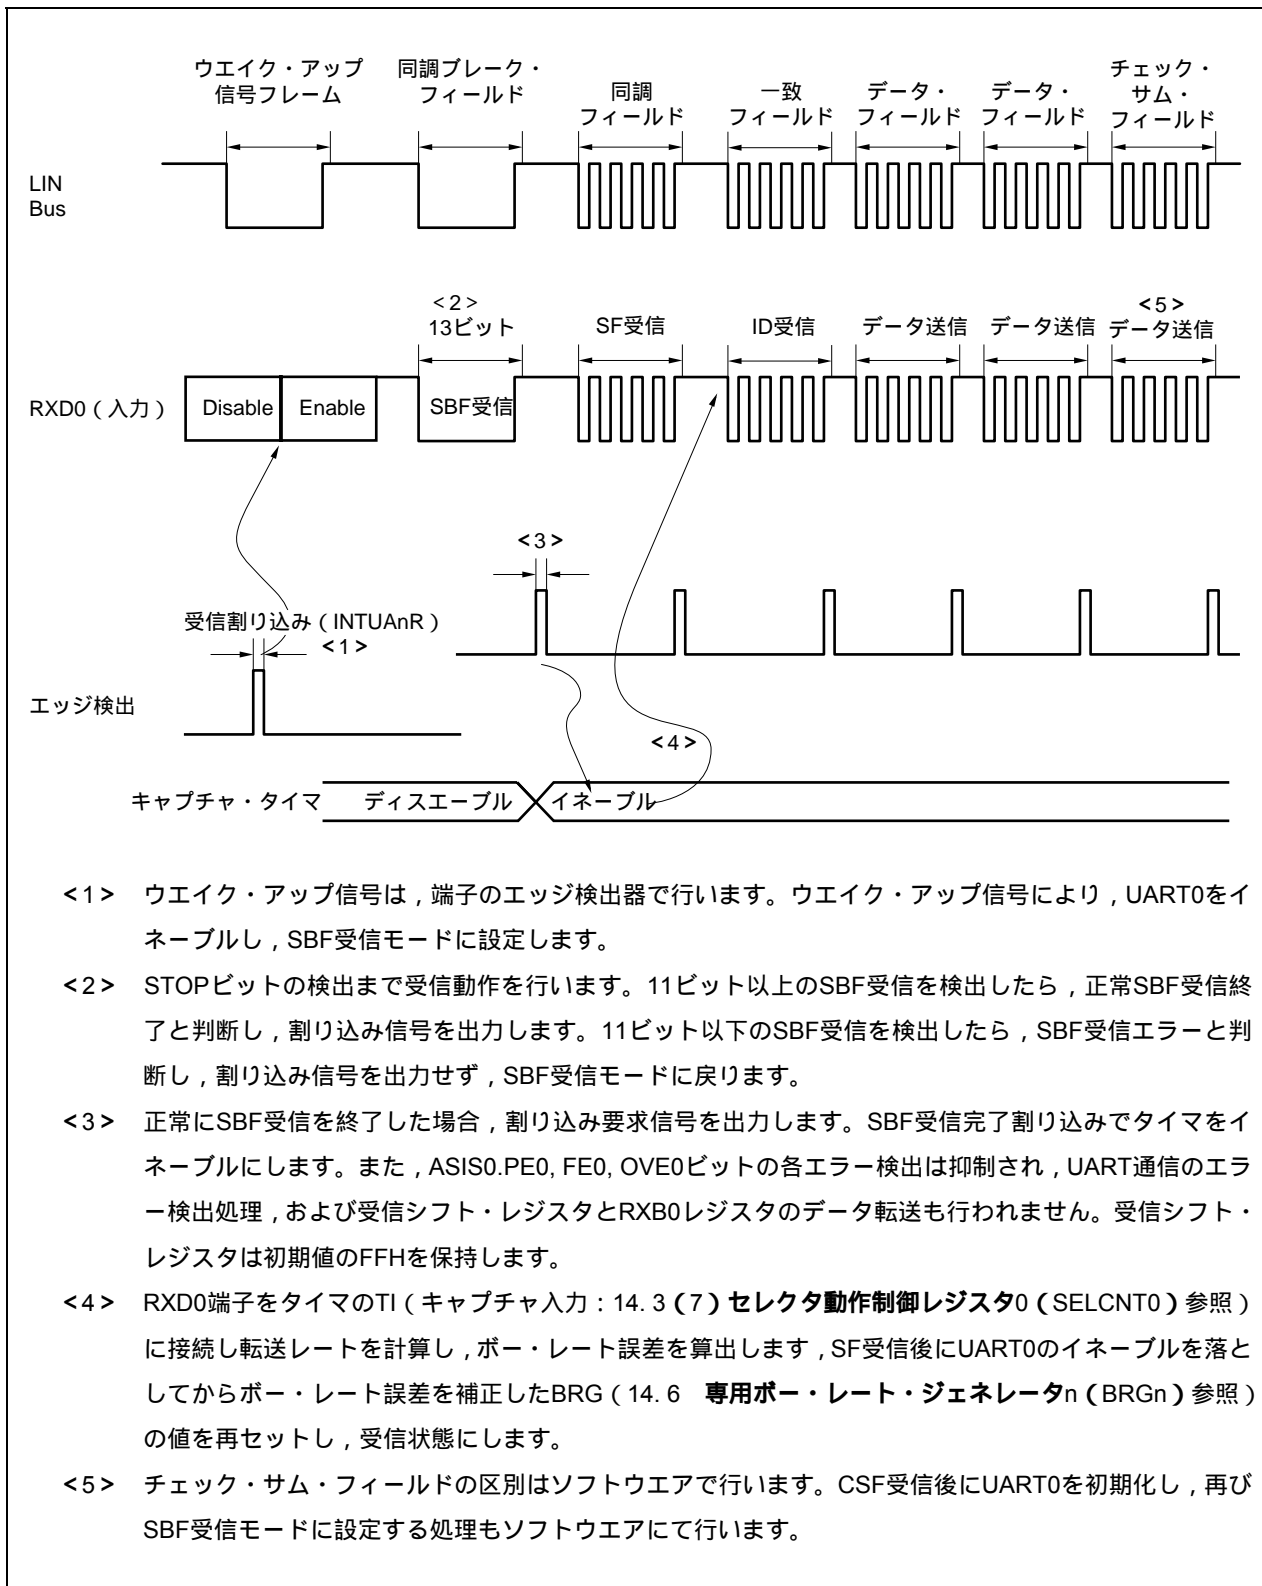 ウエイク・アップ
信号フレーム
同調ブレーク・
フィールド
同調
フィールド
一致
フィールド
データ・
フィールド
データ・
フィールド
チェック・
サム・
フィールド
LIN
Bus
<2>
13ビット
SF受信
ID受信
データ送信
データ送信
<5>
データ送信
RXD0（入力）
Disable
Enable
SBF受信
<3>
受信割り込み（INTUAnR）
<1>
エッジ検出
<4>
キャプチャ・タイマ
ディスエーブル
イネーブル
<1> ウエイク・アップ信号は，端子のエッジ検出器で行います。ウエイク・アップ信号により，UART0をイ
ネーブルし，SBF受信モードに設定します。
<2> STOPビットの検出まで受信動作を行います。11ビット以上のSBF受信を検出したら，正常SBF受信終
了と判断し，割り込み信号を出力します。11ビット以下のSBF受信を検出したら，SBF受信エラーと判
断し，割り込み信号を出力せず，SBF受信モードに戻ります。
<3> 正常にSBF受信を終了した場合，割り込み要求信号を出力します。SBF受信完了割り込みでタイマをイ
ネーブルにします。また，ASIS0.PE0, FE0, OVE0ビットの各エラー検出は抑制され，UART通信のエラ
ー検出処理，および受信シフト・レジスタとRXB0レジスタのデータ転送も行われません。受信シフト・
レジスタは初期値のFFHを保持します。
<4> RXD0端子をタイマのTI（キャプチャ入力：14. 3（7）セレクタ動作制御レジスタ0（SELCNT0）参照）
に接続し転送レートを計算し，ボー・レート誤差を算出します，SF受信後にUART0のイネーブルを落と
してからボー・レート誤差を補正したBRG（14. 6　専用ボー・レート・ジェネレータn（BRGn）参照）
の値を再セットし，受信状態にします。
<5> チェック・サム・フィールドの区別はソフトウエアで行います。CSF受信後にUART0を初期化し，再び
SBF受信モードに設定する処理もソフトウエアにて行います。